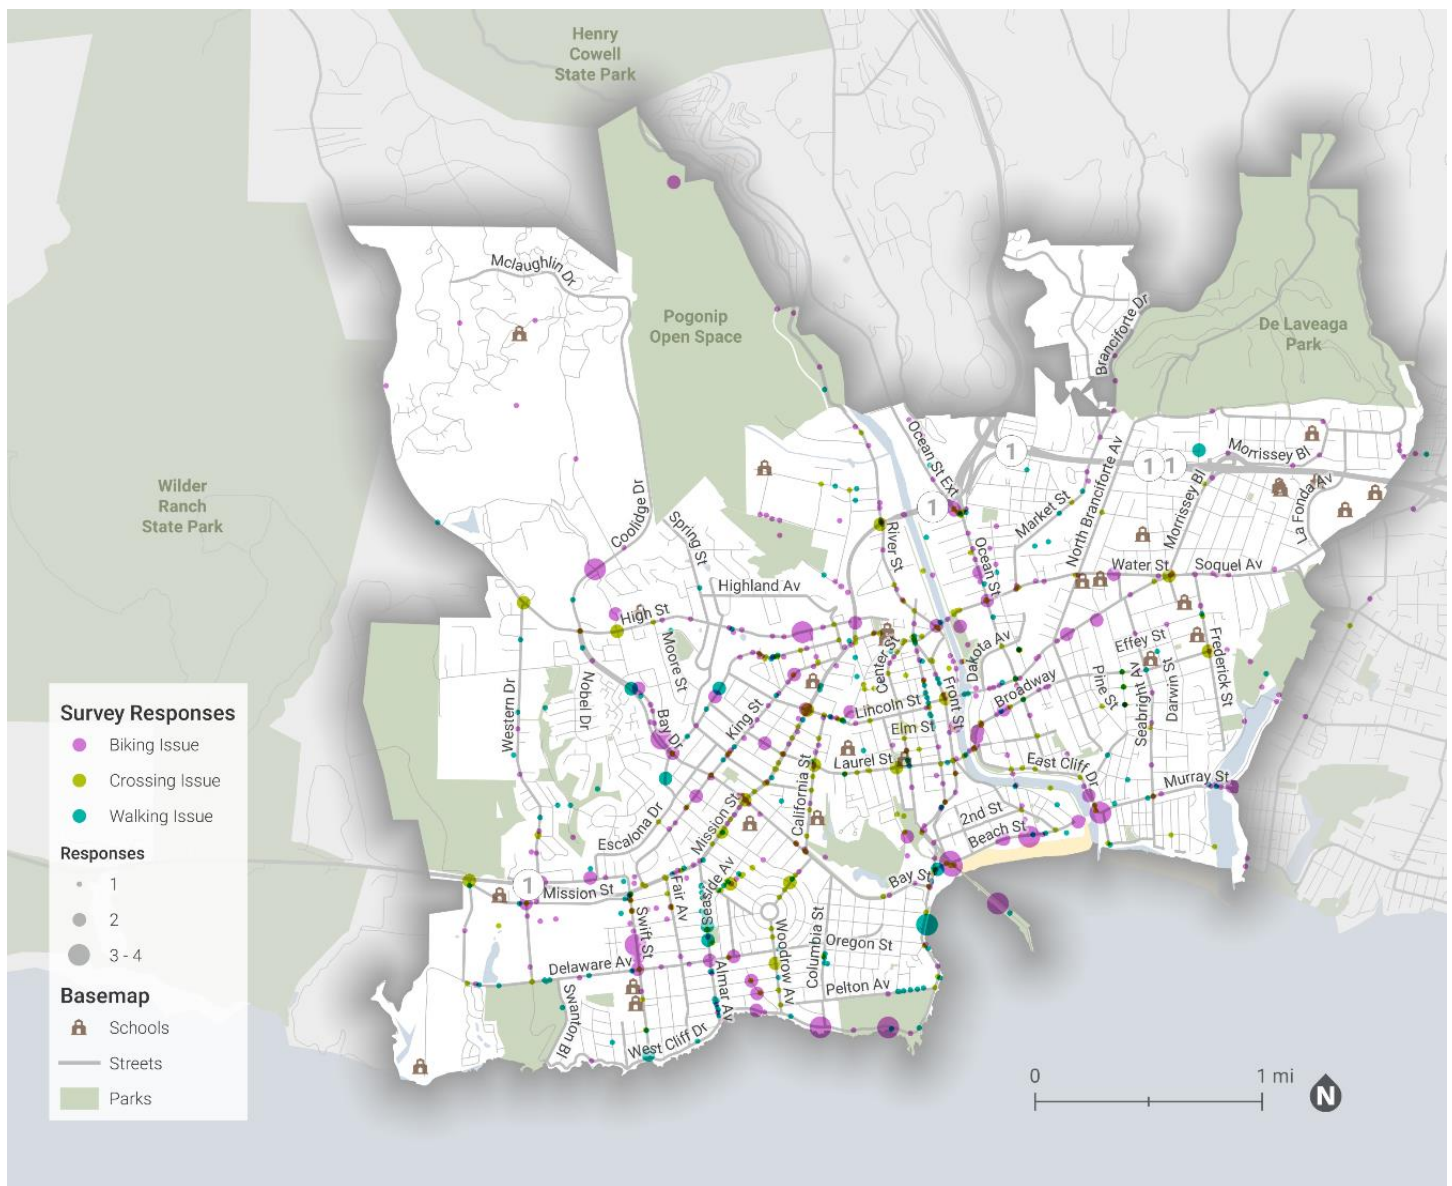 Henry
Cowell
State Park
Mclaughlin Dr
Pogonip
Open Space
De Laveaga
Park
Branciforte Dr
Ocean St Ext
1
1
1
1
Morrissey Bl
Wilder
Ranch
State Park
Coolidge Dr
Spring St
River St
Ocean St
Market St
North Branciforte Av
Morrissey Bl
La Fonda Av
Water St
Soquel Av
Highland Av
High St
Moore St
Center St
Dakota Av
Effey St
Frederick St
Western Dr
Nobel Dr
Bay Dr
King St
Lincoln St
Front St
Broadway
Pine St
Seabright Av
Darwin St
Elm St
Laurel St
East Cliff Dr
Murray St
Escalona Dr
Mission St
California St
2nd St
Beach St
Bay St
1
Mission St
Fair Av
Seaside Av
Swift St
Woodrow Av
Columbia St
Oregon St
Delaware Av
Almar Av
Pelton Av
Swanton Bl
West Cliff Dr
Survey Responses
Biking Issue
Crossing Issue
Walking Issue
Responses
1
2
3 - 4
Basemap
Schools
Streets
Parks
0 1 mi
N